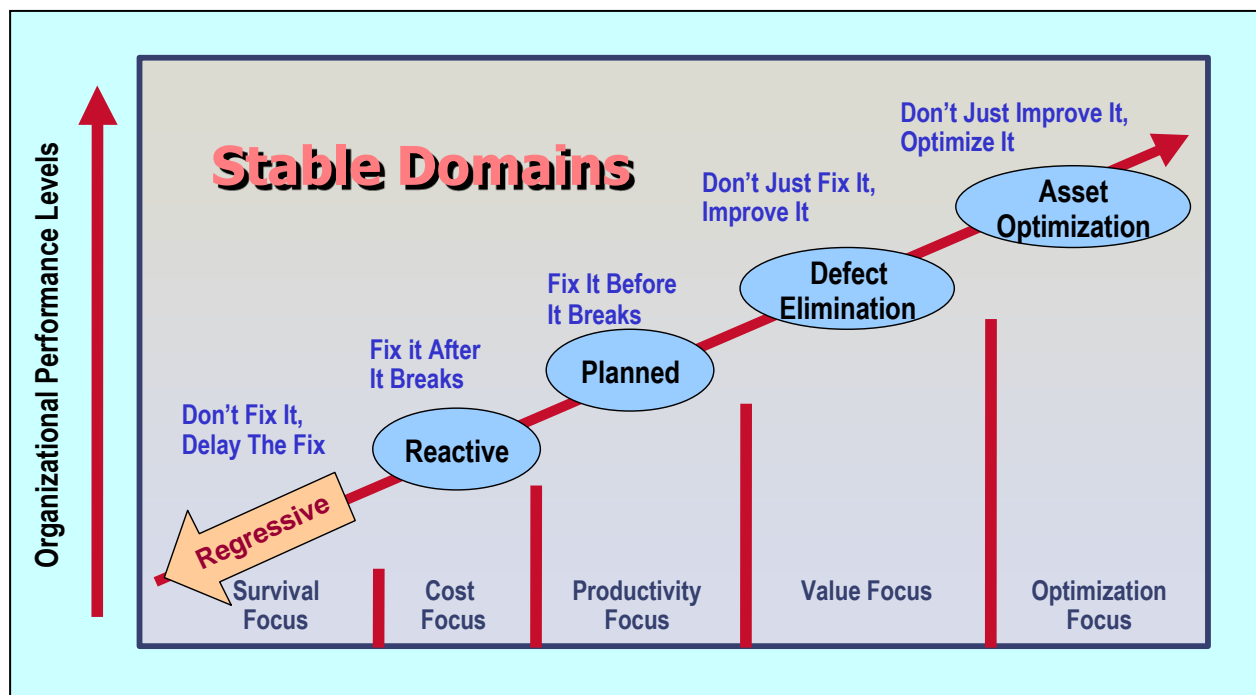 Organizational Performance Levels
Stable Domains
Don’t Just Improve It,
Optimize It
Don’t Just Fix It,
Improve It
Fix It Before
It Breaks
Fix it After
It Breaks
Don’t Fix It,
Delay The Fix
Asset
Optimization
Defect
Elimination
Planned
Reactive
Regressive
Survival
Focus
Cost
Focus
Productivity
Focus
Value Focus
Optimization
Focus